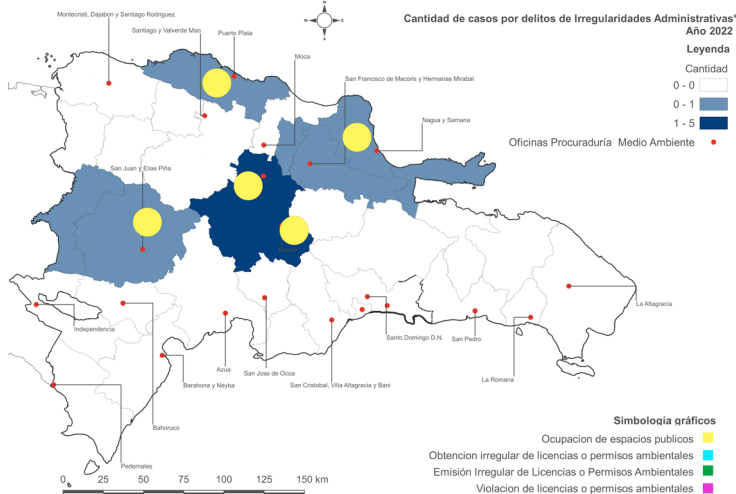 Cantidad de casos por delitos de Irregularidades Administrativas*
Año 2022
Leyenda
Cantidad
0 - 0
0 - 1
1 - 5
Oficinas Procuraduría Medio Ambiente
Montecristi, Dajabon y Santiago Rodriguez
Santiago y Valverde Mao
Puerto Plata
Moca
San Francisco de Macoris y Hermanas Mirabal
Nagua y Samana
San Juan y Elias Piña
Independencia
Barahona y Neyba
Azua
San Jose de Ocoa
San Cristobal, Villa Altagracia y Bani
Santo Domingo D.N.
San Pedro
La Romana
La Altagracia
Bahoruco
Pedernales
0 25 50 75 100 125 150 km
Simbología gráficos
Ocupacion de espacios publicos
Obtencion irregular de licencias o permisos ambientales
Emisión Irregular de Licencias o Permisos Ambientales
Violacion de licencias o permisos ambientales